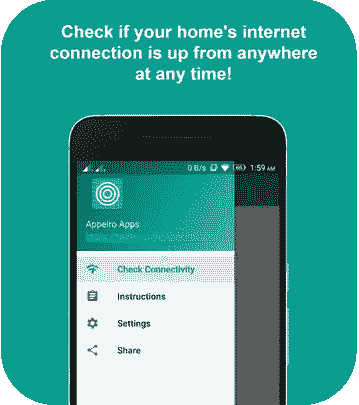 Check if your home's internet
connection is up from anywhere
at any time!
0 B/s 1:59 AM
Appelro Apps
Check Connectivity
Instructions
Settings
Share